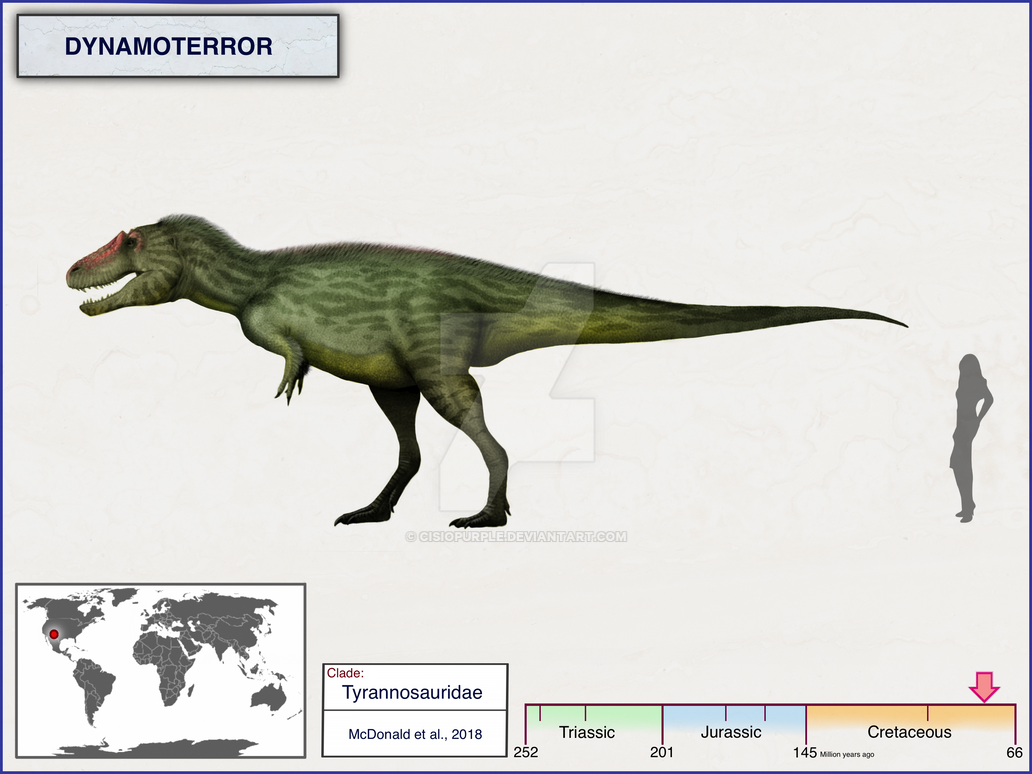 DYNAMOTERROR
© CISIOPURPLE.DEVIANTART.COM
Clade:
Tyrannosauridae
McDonald et al., 2018
Triassic
Jurassic
Cretaceous
252
201
145 Million years ago
66